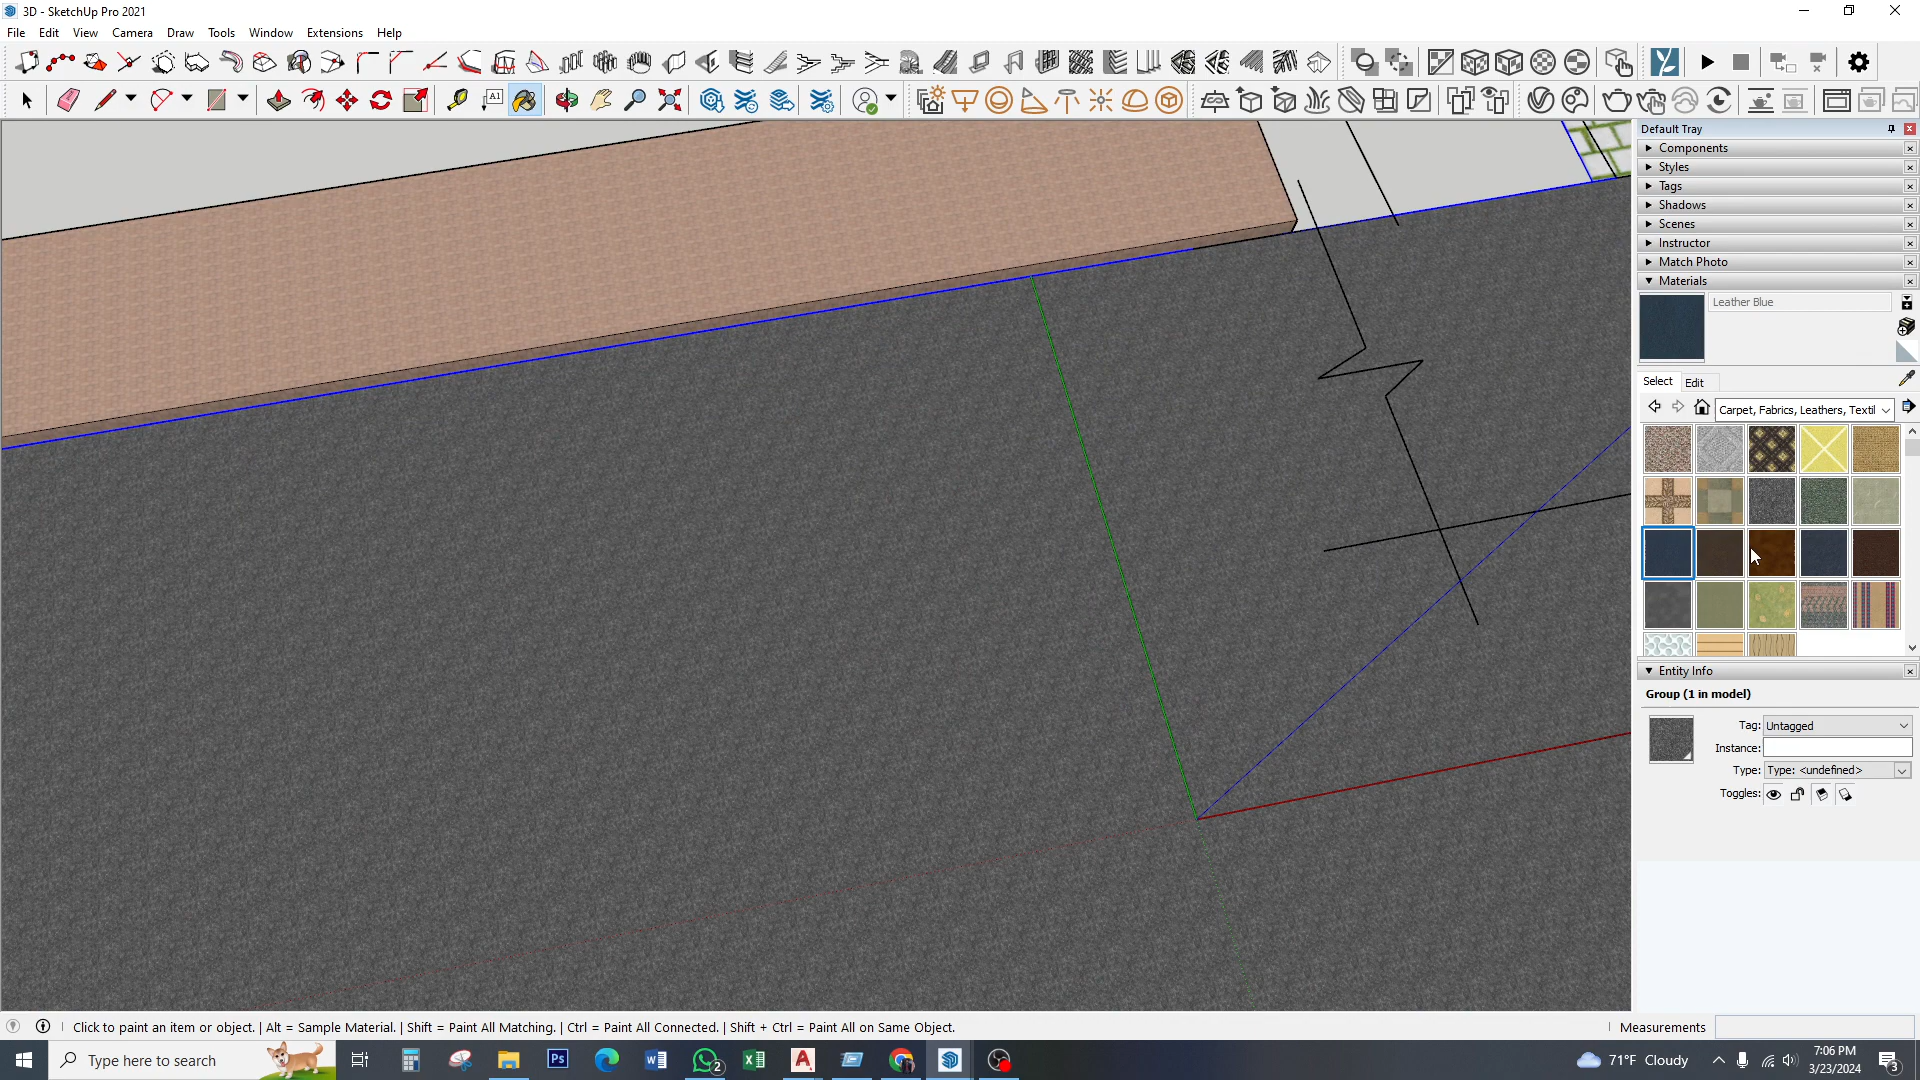 3D - SketchUp Pro 2021
File Edit View Camera Draw Tools Window Extensions Help
A1
Default Tray
Components
Styles
Tags
Shadows
Scenes
Instructor
Match Photo
Materials
Leather Blue
Select Edit
Carpet, Fabrics, Leathers, Textil
Entity Info
Group (1 in model)
Tag: Untagged
Instance:
Type: Type: <undefined>
Toggles:
Click to paint an item or object. | Alt = Sample Material. | Shift = Paint All Matching. | Ctrl = Paint All Connected. | Shift + Ctrl = Paint All on Same Object.
Measurements
Type here to search
Ps
2
71°F Cloudy
7:06 PM
3/23/2024
3